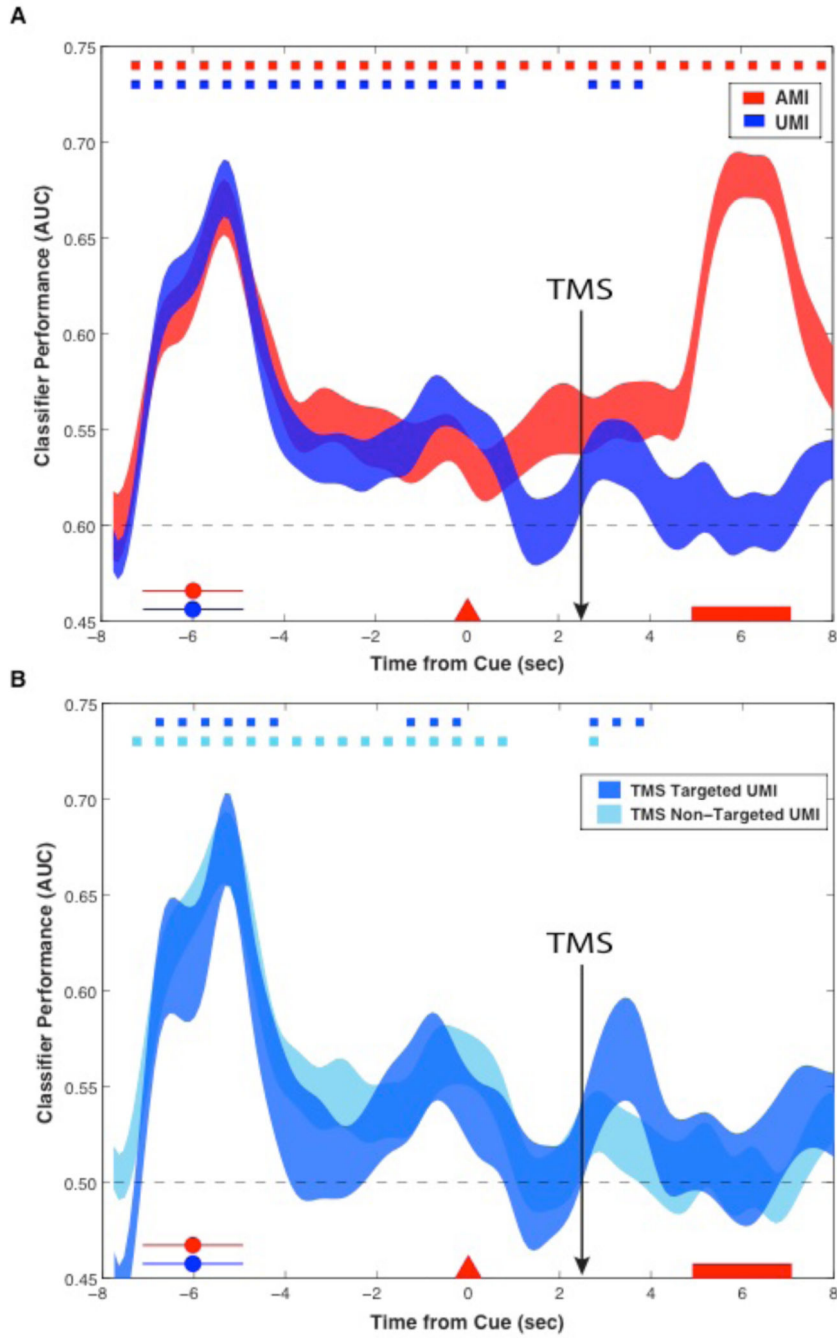 A
0.75
0.70
0.65
0.60
0.55
0.60
0.45
Classifier Performance (AUC)
AMI
UMI
TMS
-8 -6 -4 -2 0 2 4 6 8
Time from Cue (sec)
B
0.75
0.70
0.65
0.60
0.55
0.50
0.45
Classifier Performance (AUC)
TMS Targeted UMI
TMS Non-Targeted UMI
TMS
-8 -6 -4 -2 0 2 4 6 8
Time from Cue (sec)